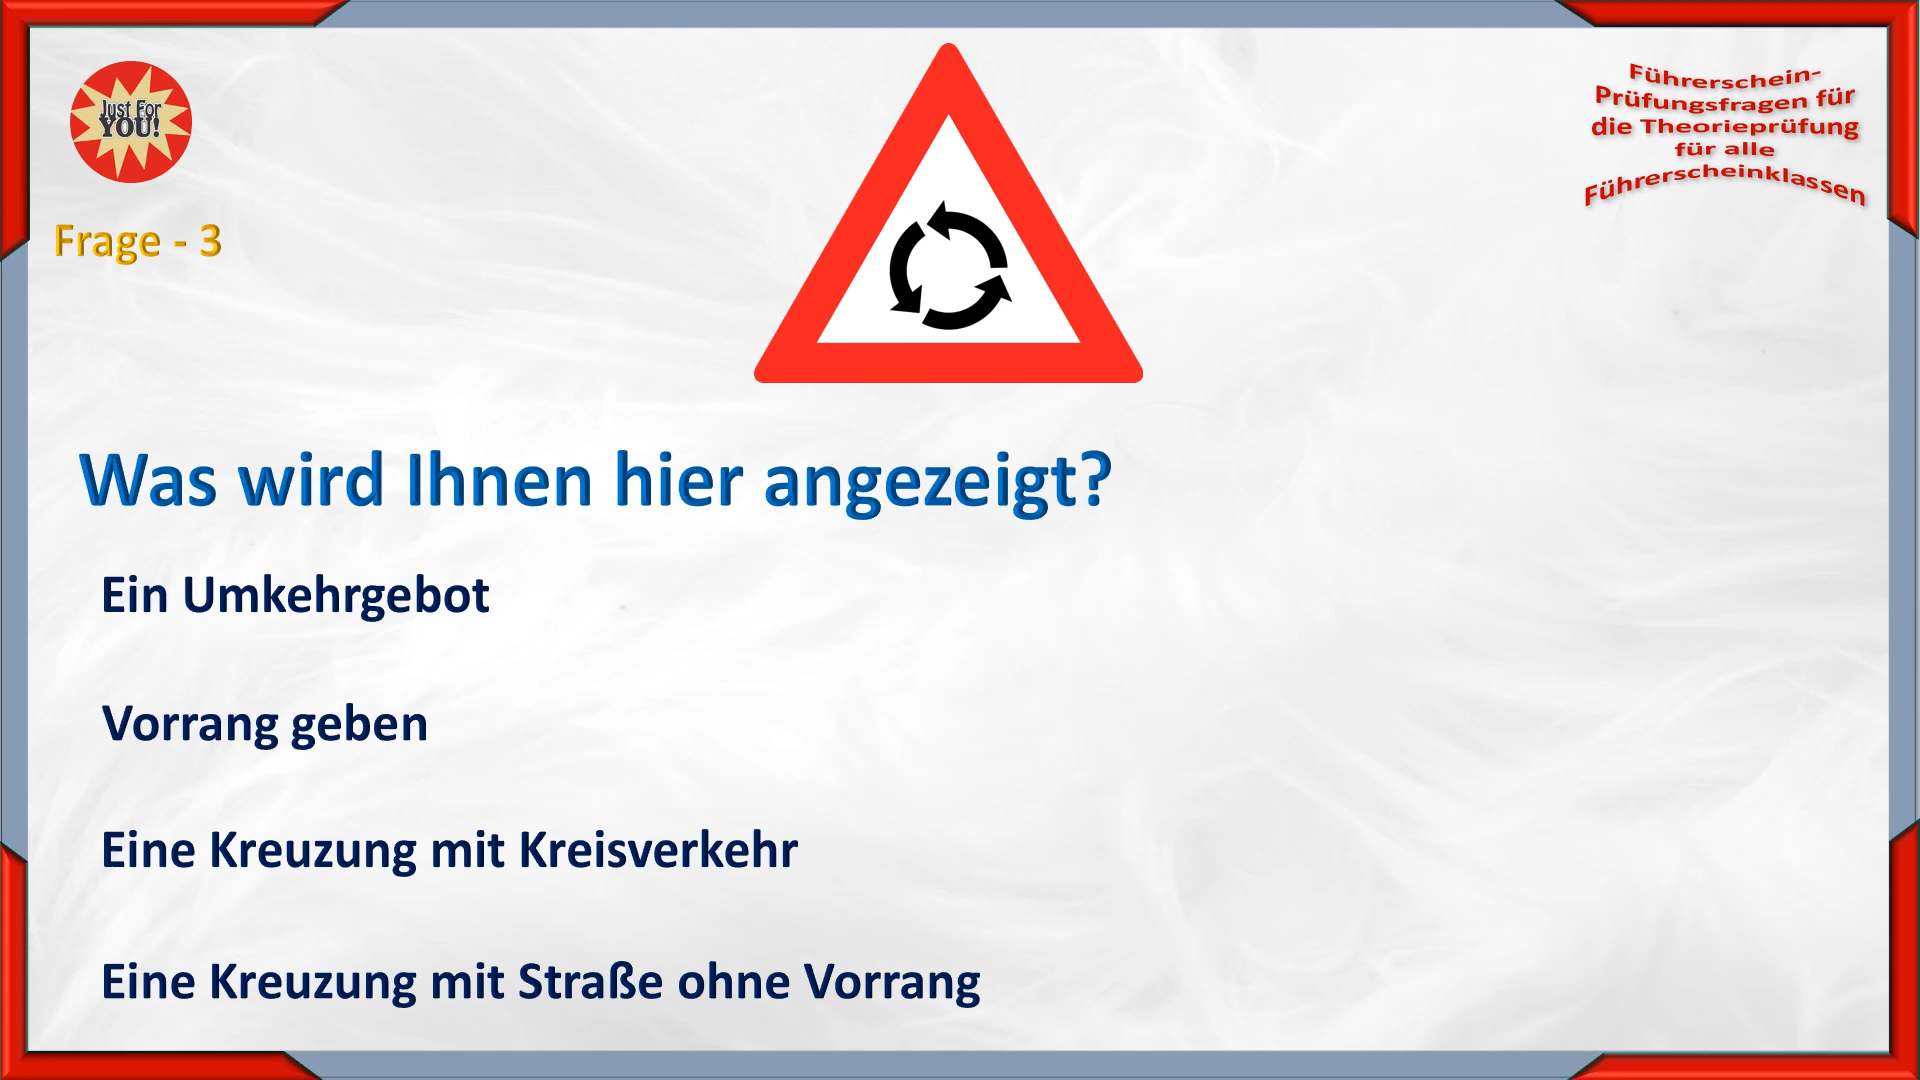 Just For
YOU!
Führerschein-
Prüfungsfragen für
die Theorieprüfung
für alle
Führerscheinklassen
Frage - 3
Was wird Ihnen hier angezeigt?
Ein Umkehrgebot
Vorrang geben
Eine Kreuzung mit Kreisverkehr
Eine Kreuzung mit Straße ohne Vorrang